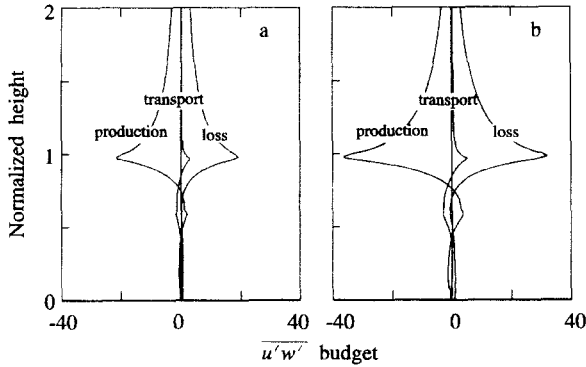 2
a
b
transport
transport
production
loss
production
loss
Normalized height
1
0
-40
0
40
-40
0
40
u'w' budget